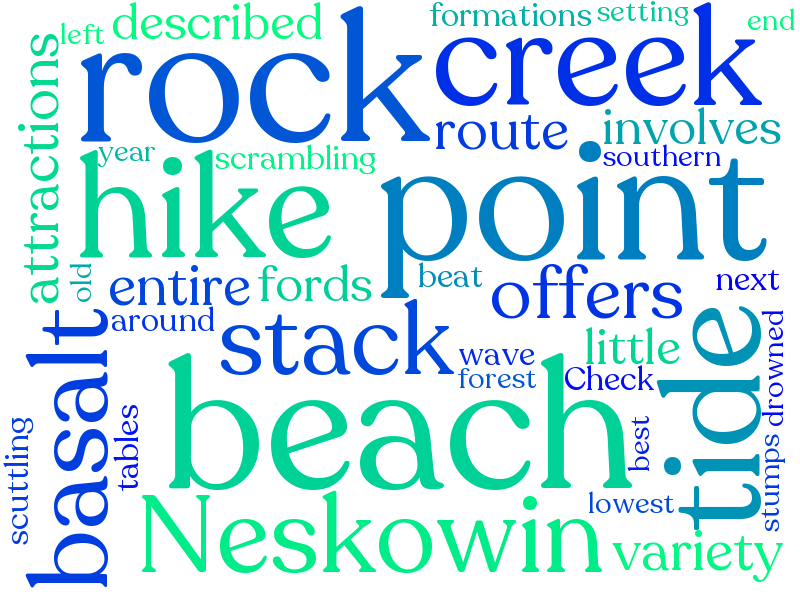 left
described
formations
setting
end
rock
creek
attractions
route
involves
year
scrambling
southern
hike
point
old
entire
fords
beat
offers
next
around
stack
wave
little
tide
basalt
forest
Check
drowned
beach
scuttling
tables
best
stumps
lowest
Neskowin
variety